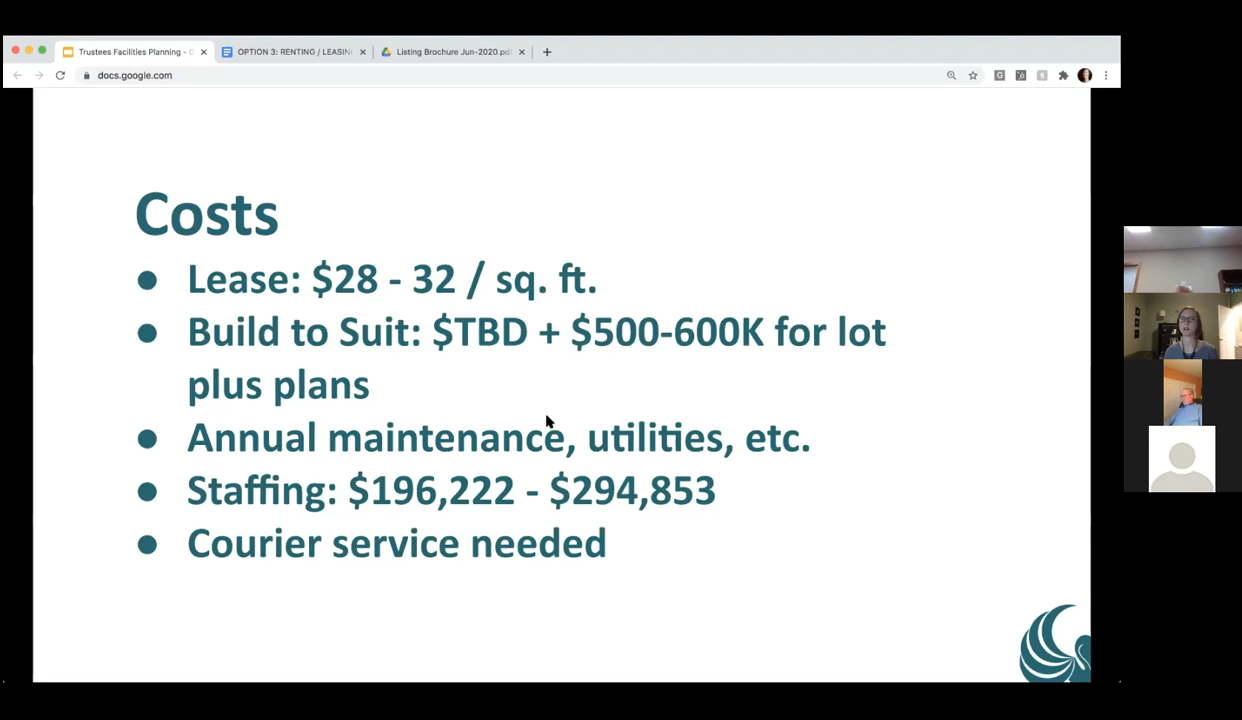 Trustees Facilities Planning - 
OPTION 3: RENTING / LEASIN
Listing Brochure Jun-2020.pd
docs.google.com
Costs
● Lease: $28 - 32 / sq. ft.
● Build to Suit: $TBD + $500-600K for lot
plus plans
● Annual maintenance, utilities, etc.
● Staffing: $196,222 - $294,853
● Courier service needed